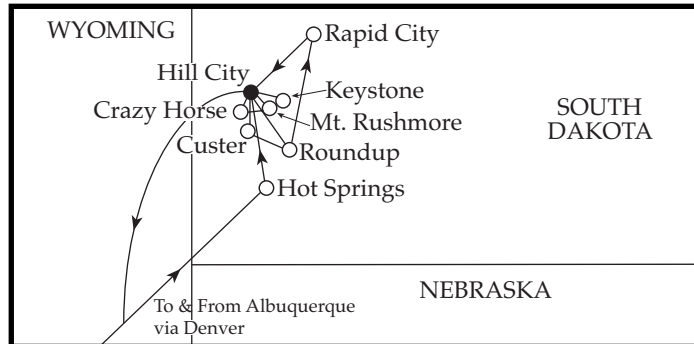 WYOMING
Rapid City
Hill City
Keystone
Crazy Horse
Mt. Rushmore
SOUTH
DAKOTA
Custer
Roundup
Hot Springs
NEBRASKA
To & From Albuquerque
via Denver